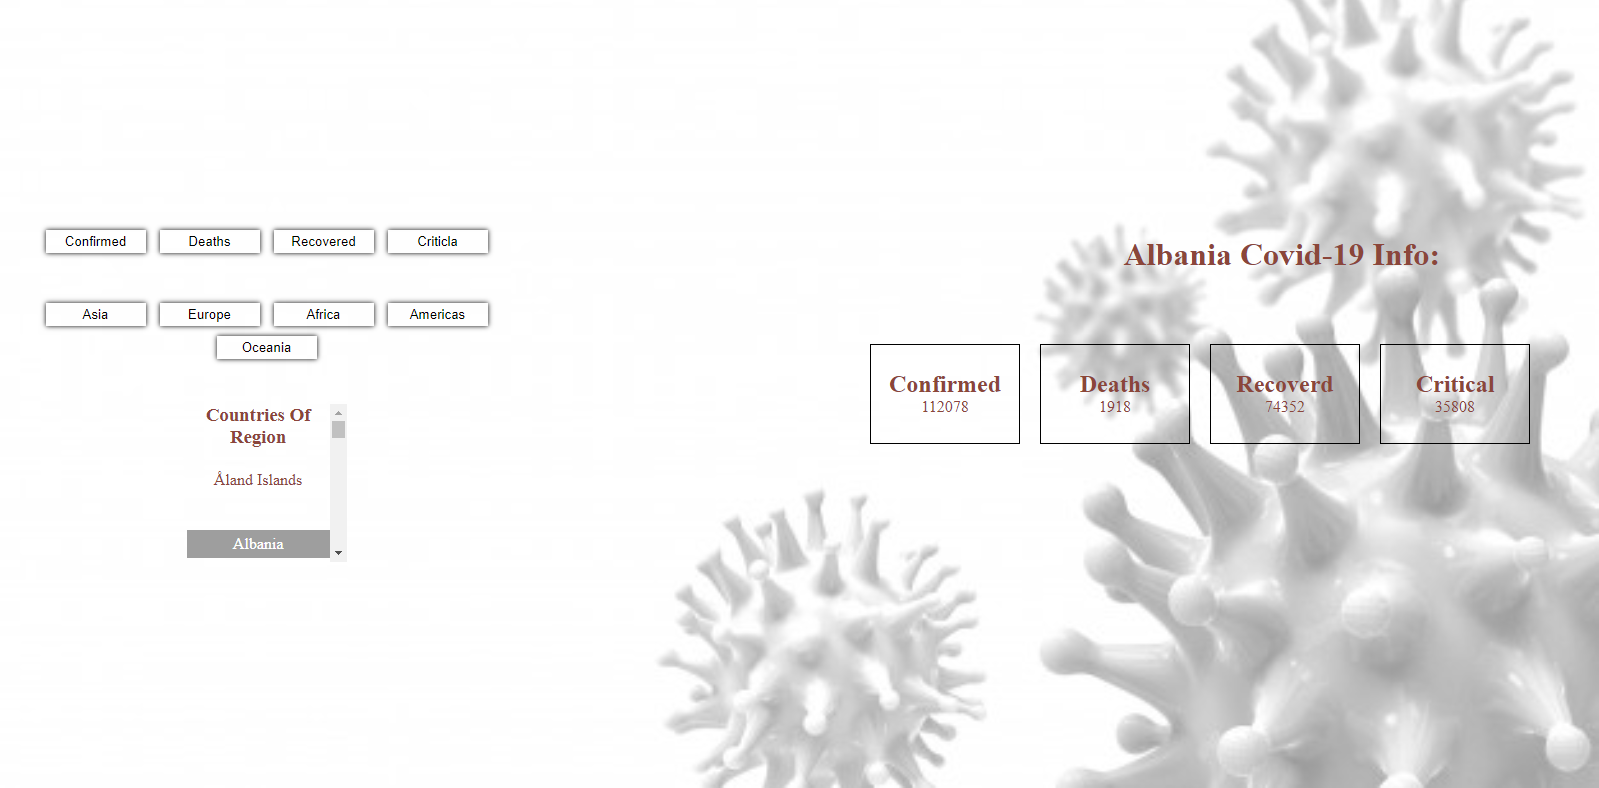 Confirmed Deaths Recovered Criticla
Asia Europe Africa Americas
Oceania
Countries Of
Region
Åland Islands
Albania
Albania Covid-19 Info:
Confirmed Deaths Recoverd Critical
112078 1918 74352 35808